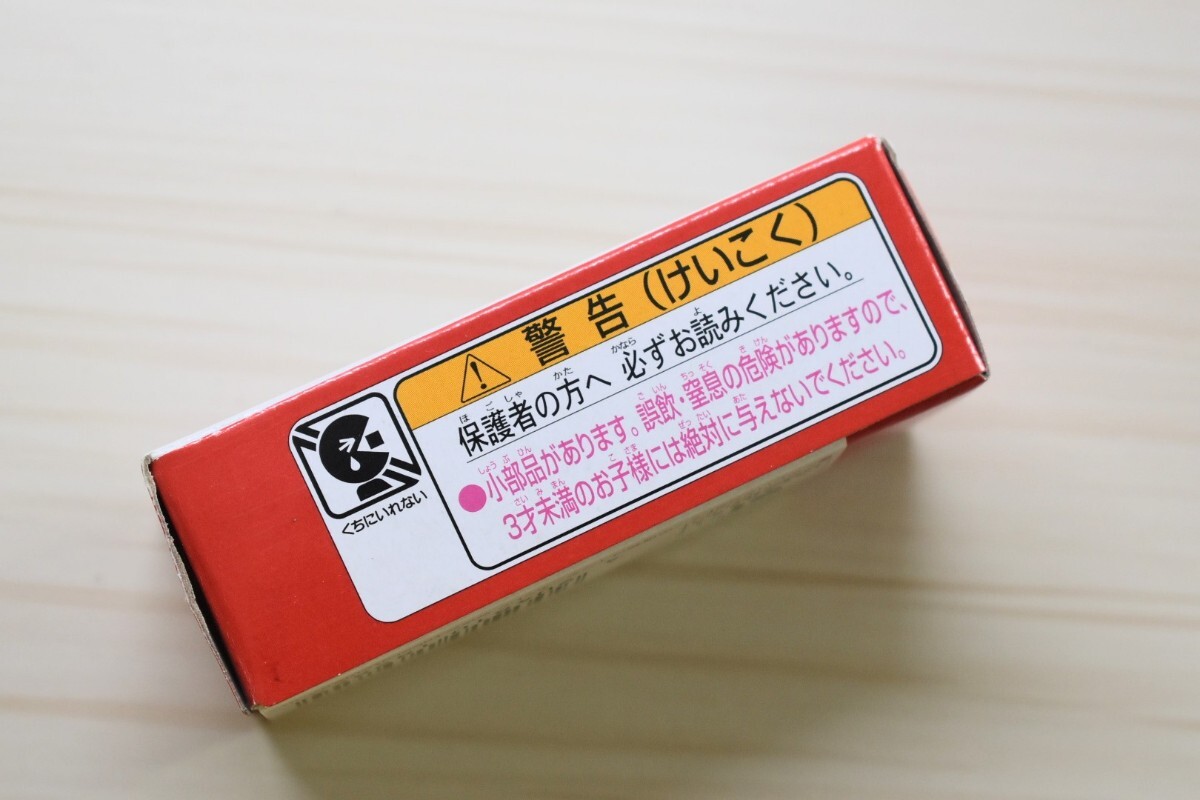 警告（けいこく）
保護者の方へ 必ずお読みください。
●小部品があります。誤飲・窒息の危険がありますので、
3才未満のお子様には絶対に与えないでください。
くちにいれない